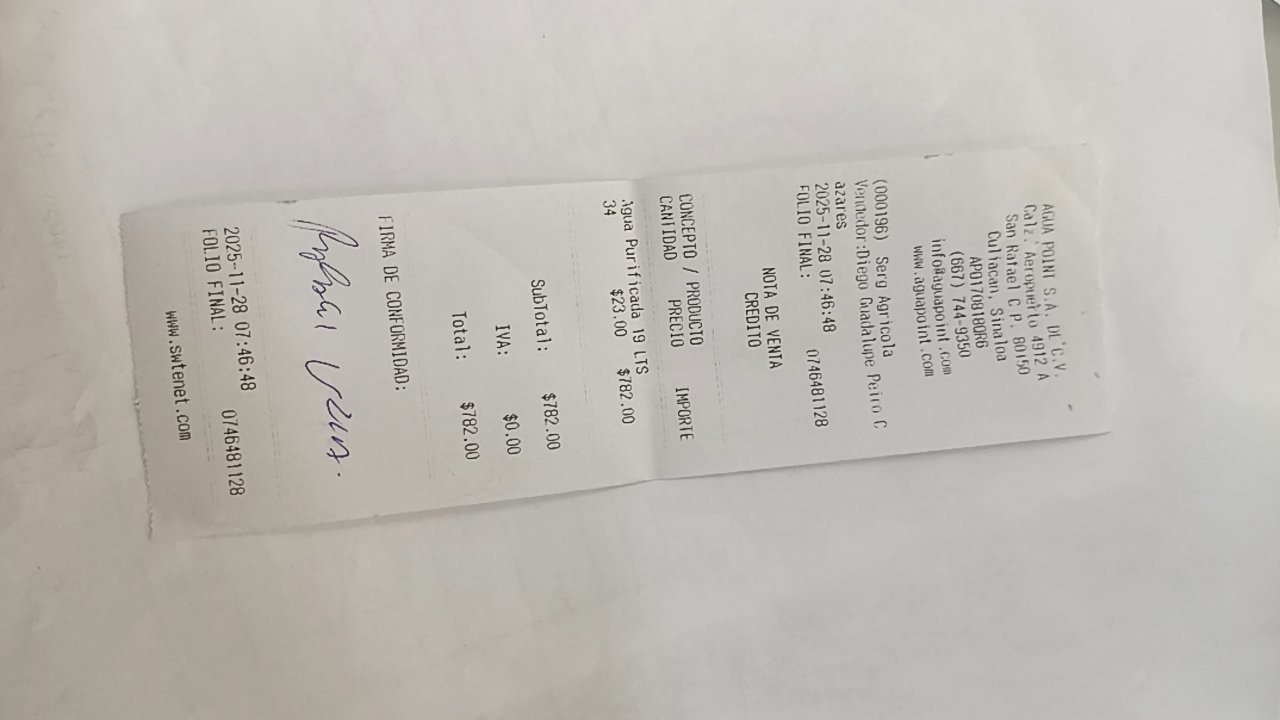 AGUA POINT S.A. DE C.V.
Calz. Aeropuerto 4912 A
San Rafael C.P. 80150
Culiacan, Sinaloa
APO170818QR6
(667) 744-9350
info@aguapoint.com
www.aguapoint.com
(000196) Serg Agricola
Vendedor:Diego Guadalupe Peiro C
azares
2025-11-28 07:46:48
FOLIO FINAL: 0746481128
NOTA DE VENTA
CREDITO
CONCEPTO / PRODUCTO
CANTIDAD PRECIO IMPORTE
Agua Purificada 19 LTS
34 $23.00 $782.00
SubTotal: $782.00
IVA: $0.00
Total: $782.00
FIRMA DE CONFORMIDAD:
2025-11-28 07:46:48
FOLIO FINAL: 0746481128
www.swtenet.com